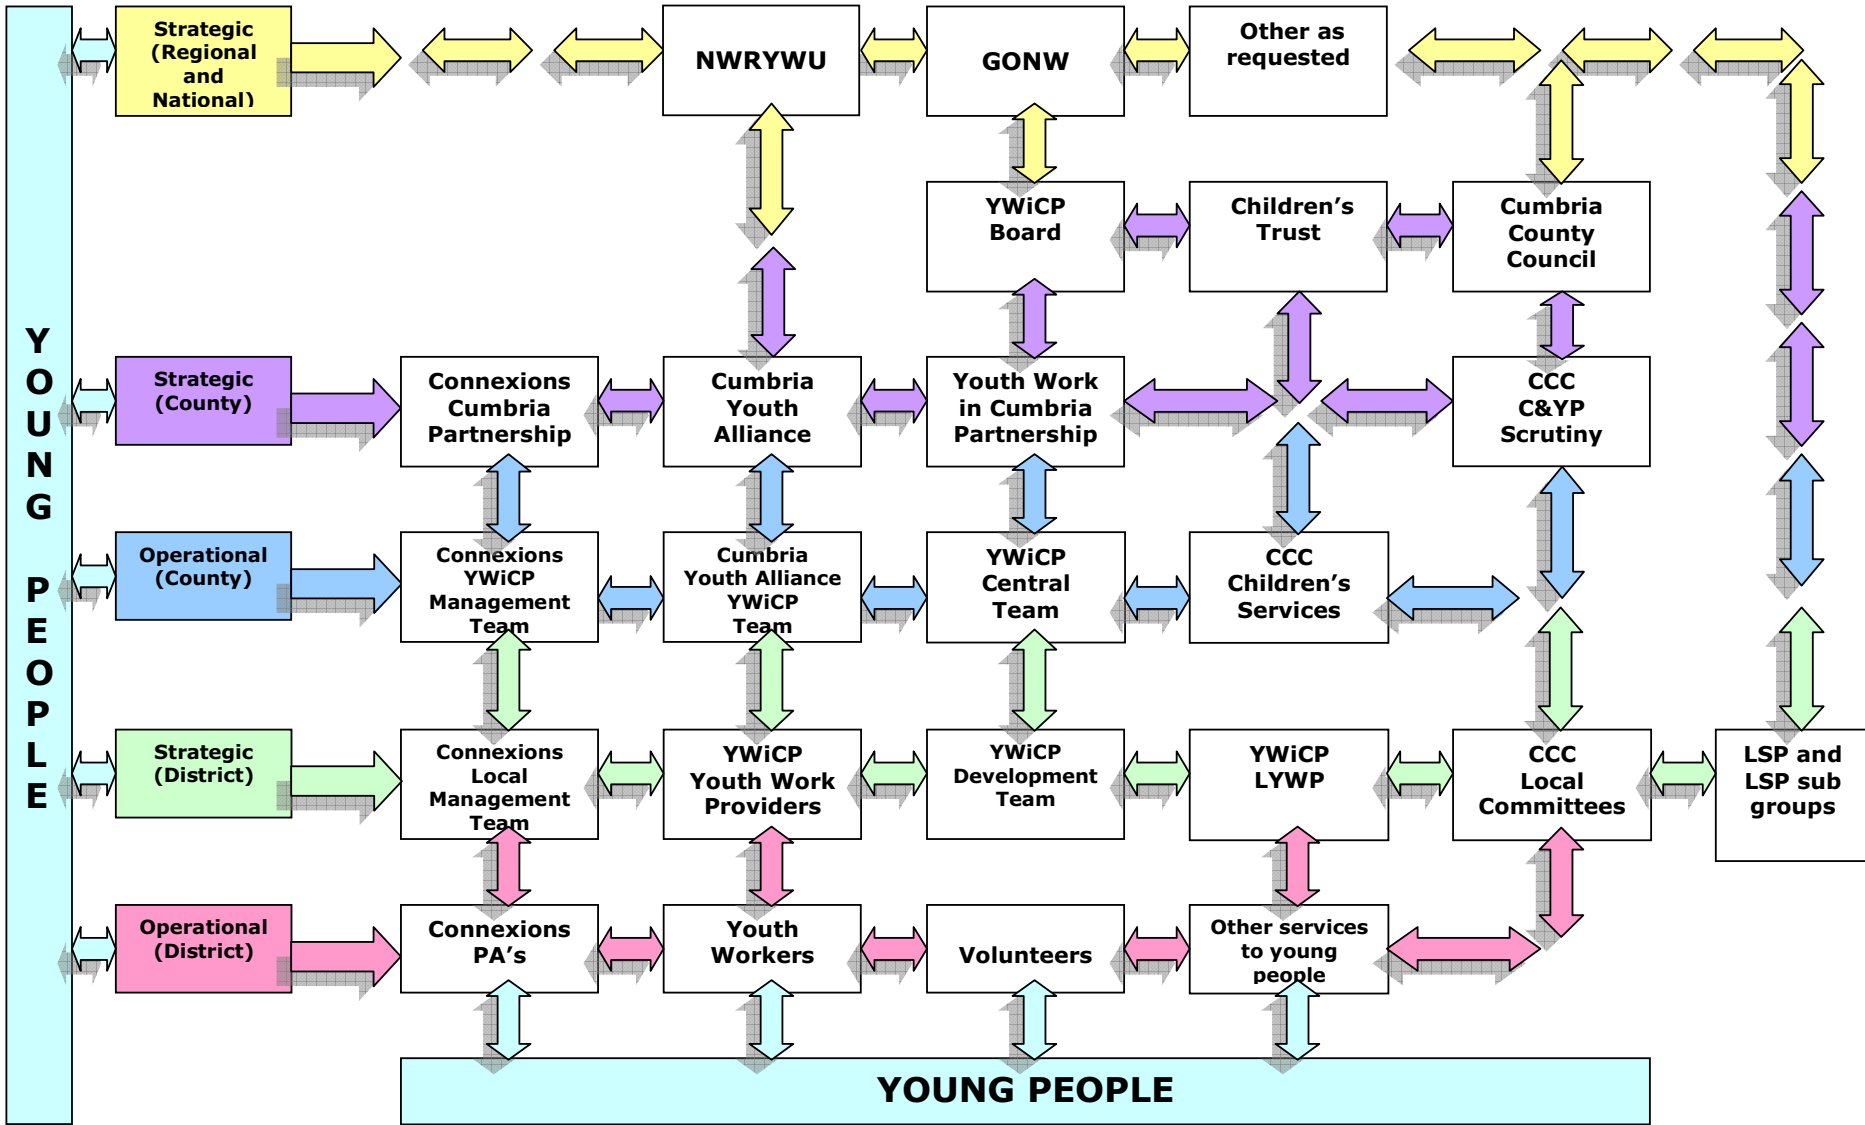 Strategic
(Regional
and
National)
NWRYWU
GONW
Other as
requested
YWiCP
Board
Children’s
Trust
Cumbria
County
Council
Y
O
U
N
G
P
E
O
P
L
E
Strategic
(County)
Connexions
Cumbria
Partnership
Cumbria
Youth
Alliance
Youth Work
in Cumbria
Partnership
CCC
C&YP
Scrutiny
Operational
(County)
Connexions
YWiCP
Management
Team
Cumbria
Youth Alliance
YWiCP
Team
YWiCP
Central
Team
CCC
Children’s
Services
Strategic
(District)
Connexions
Local
Management
Team
YWiCP
Youth Work
Providers
YWiCP
Development
Team
YWiCP
LYWP
CCC
Local
Committees
LSP and
LSP sub
groups
Operational
(District)
Connexions
PA’s
Youth
Workers
Volunteers
Other services
to young
people
YOUNG PEOPLE